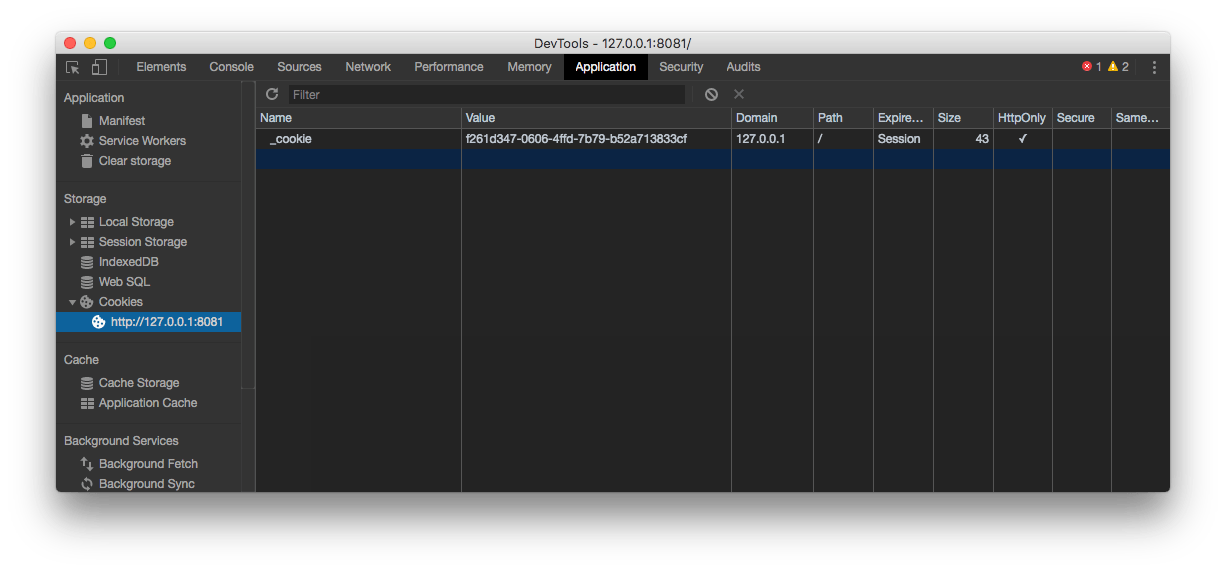 DevTools - 127.0.0.1:8081/
Elements Console Sources Network Performance Memory Application Security Audits 1 2
Application
Manifest
Service Workers
Clear storage
Storage
Local Storage
Session Storage
IndexedDB
Web SQL
Cookies
http://127.0.0.1:8081
Cache
Cache Storage
Application Cache
Background Services
Background Fetch
Background Sync
Filter
Name Value Domain Path Expire... Size HttpOnly Secure Same...
_cookie f261d347-0606-4ffd-7b79-b52a713833cf 127.0.0.1 / Session 43 ✓